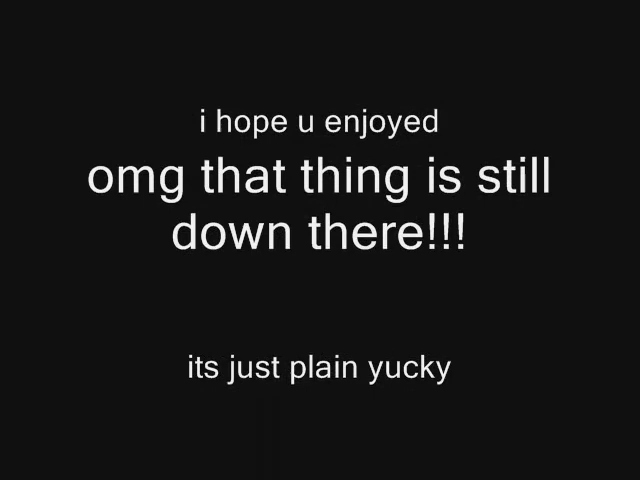 i hope u enjoyed
omg that thing is still
down there!!!
its just plain yucky